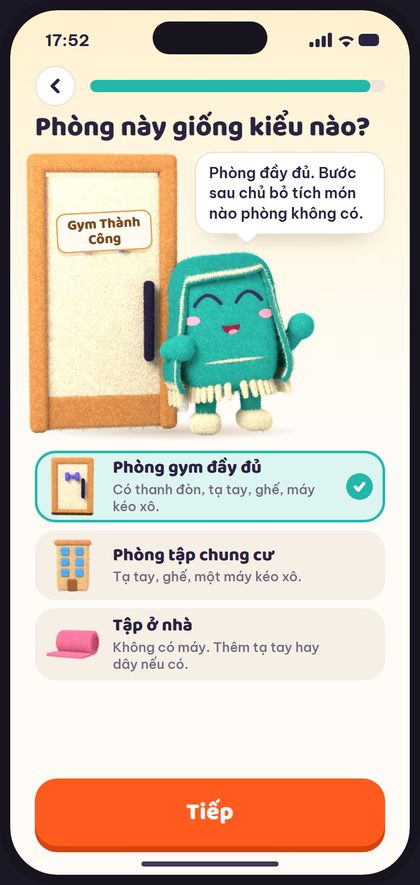 17:52
Phòng này giống kiểu nào?
Phòng đầy đủ. Bước
sau chủ bỏ tích món
nào phòng không có.
Gym Thành
Công
Phòng gym đầy đủ
Có thanh đòn, tạ tay, ghế, máy
kéo xô.
Phòng tập chung cư
Tạ tay, ghế, một máy kéo xô.
Tập ở nhà
Không có máy. Thêm tạ tay hay
dây nếu có.
Tiếp